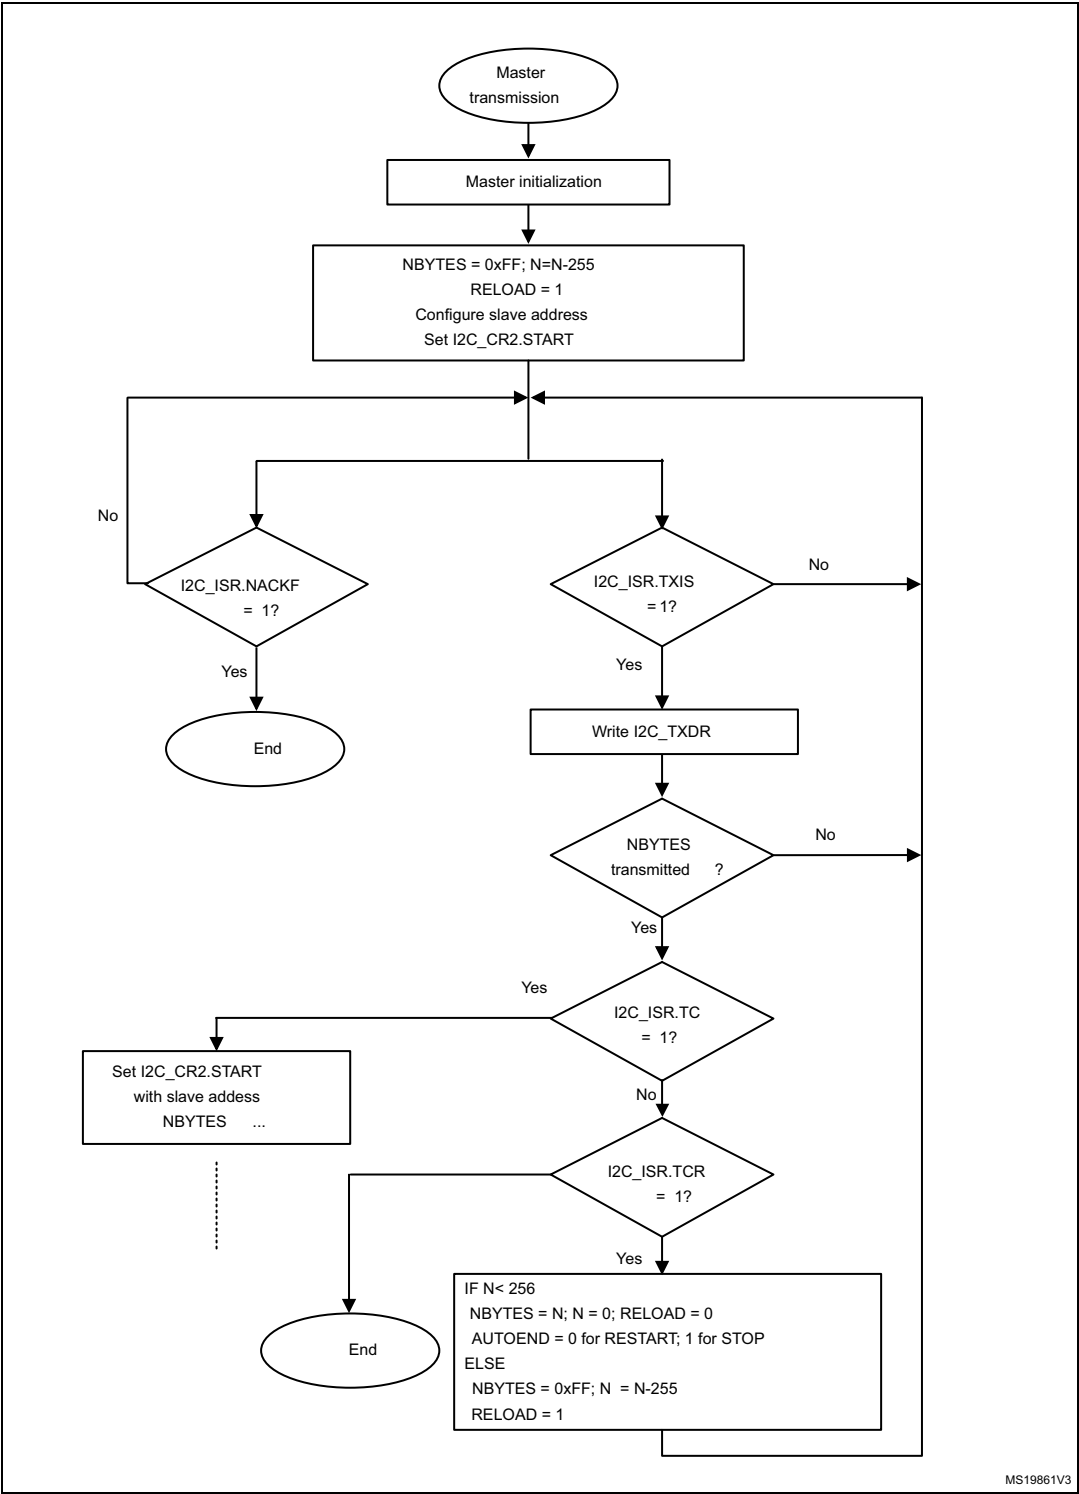 Master
transmission
Master initialization
NBYTES = 0xFF; N=N-255
RELOAD = 1
Configure slave address
Set I2C_CR2.START
No
I2C_ISR.NACKF
= 1?
Yes
End
I2C_ISR.TXIS
=1?
No
Yes
Write I2C_TXDR
NBYTES
transmitted ?
No
Yes
I2C_ISR.TC
= 1?
Yes
Set I2C_CR2.START
with slave addess
NBYTES ...
No
I2C_ISR.TCR
= 1?
Yes
End
IF N< 256
NBYTES = N; N = 0; RELOAD = 0
AUTOEND = 0 for RESTART; 1 for STOP
ELSE
NBYTES = 0xFF; N = N-255
RELOAD = 1
MS19861V3